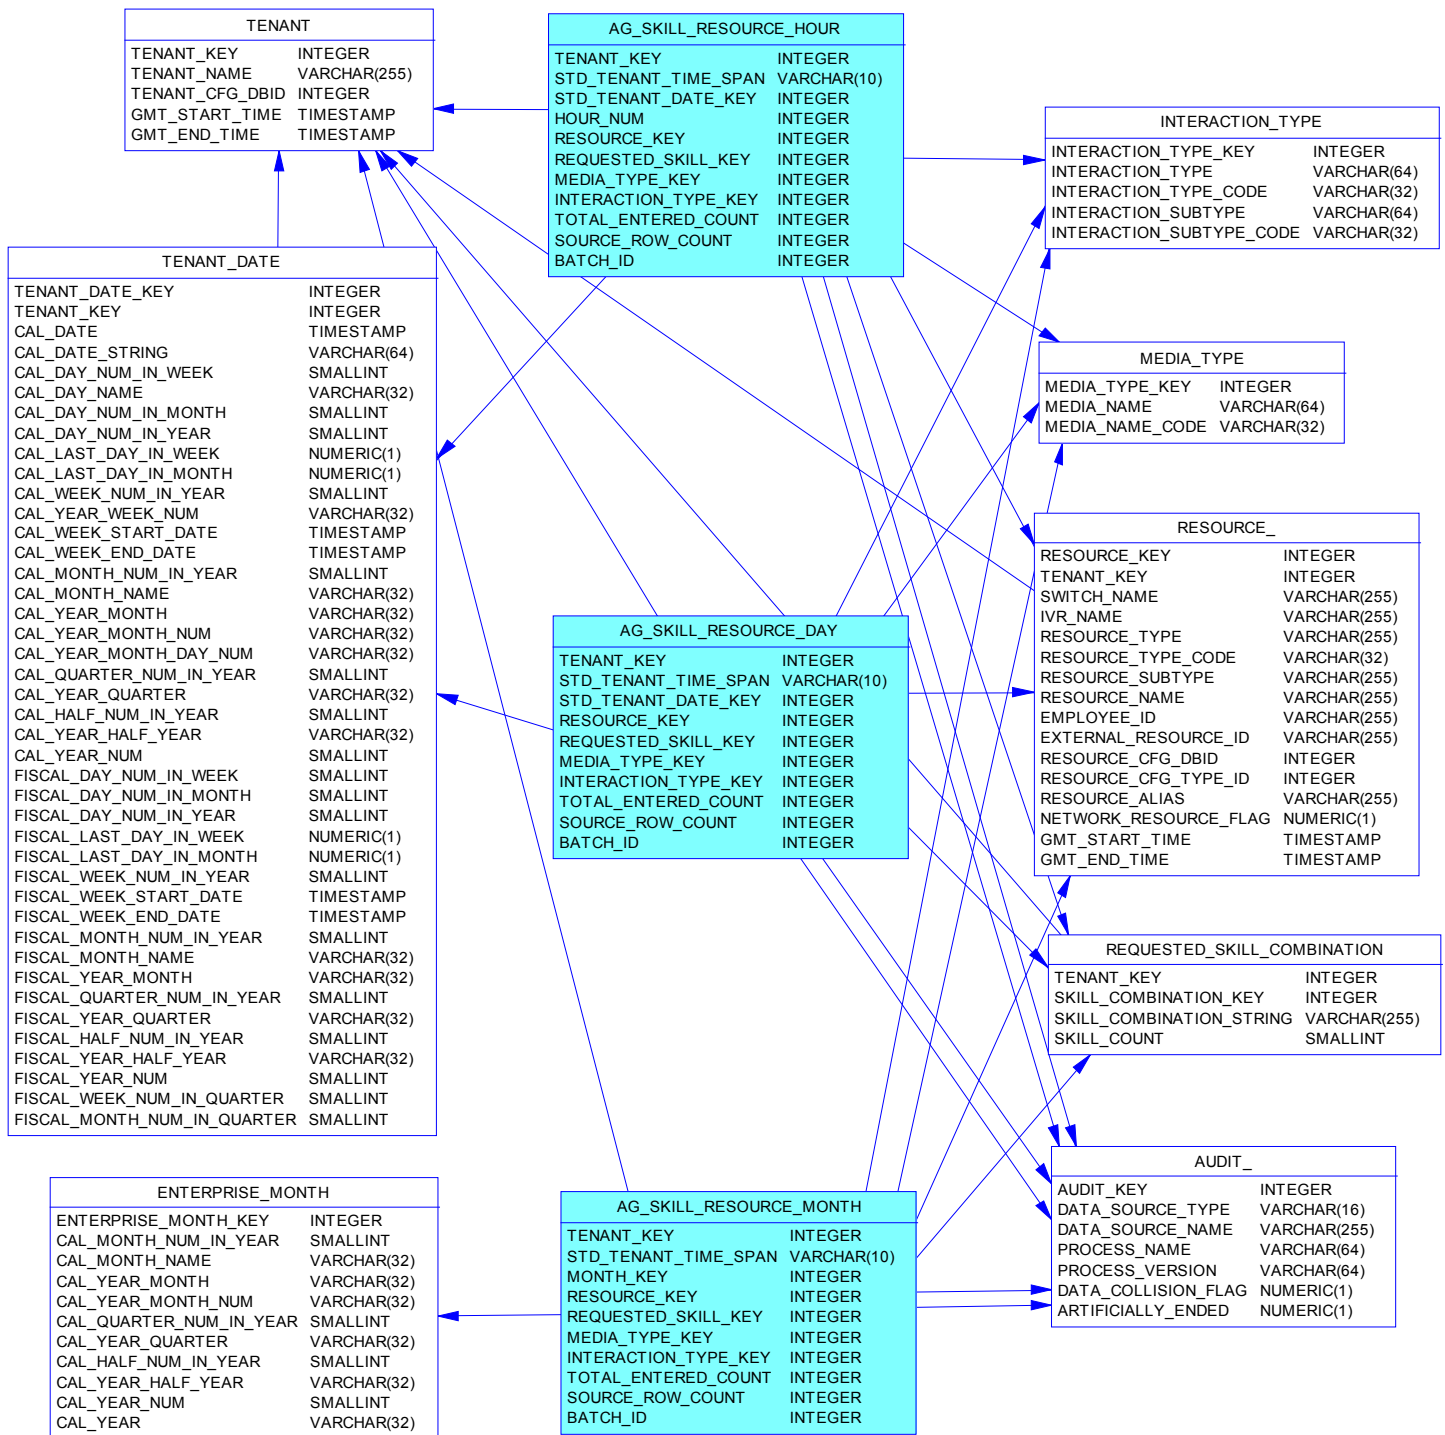 TENANT
TENANT_KEY INTEGER
TENANT_NAME VARCHAR(255)
TENANT_CFG_DBID INTEGER
GMT_START_TIME TIMESTAMP
GMT_END_TIME TIMESTAMP
AG_SKILL_RESOURCE_HOUR
TENANT_KEY INTEGER
STD_TENANT_TIME_SPAN VARCHAR(10)
STD_TENANT_DATE_KEY INTEGER
HOUR_NUM INTEGER
RESOURCE_KEY INTEGER
REQUESTED_SKILL_KEY INTEGER
MEDIA_TYPE_KEY INTEGER
INTERACTION_TYPE_KEY INTEGER
TOTAL_ENTERED_COUNT INTEGER
SOURCE_ROW_COUNT INTEGER
BATCH_ID INTEGER
INTERACTION_TYPE
INTERACTION_TYPE_KEY INTEGER
INTERACTION_TYPE VARCHAR(64)
INTERACTION_TYPE_CODE VARCHAR(32)
INTERACTION_SUBTYPE VARCHAR(64)
INTERACTION_SUBTYPE_CODE VARCHAR(32)
TENANT_DATE
TENANT_DATE_KEY INTEGER
TENANT_KEY INTEGER
CAL_DATE TIMESTAMP
CAL_DATE_STRING VARCHAR(64)
CAL_DAY_NUM_IN_WEEK SMALLINT
CAL_DAY_NAME VARCHAR(32)
CAL_DAY_NUM_IN_MONTH SMALLINT
CAL_DAY_NUM_IN_YEAR SMALLINT
CAL_LAST_DAY_IN_WEEK NUMERIC(1)
CAL_LAST_DAY_IN_MONTH NUMERIC(1)
CAL_WEEK_NUM_IN_YEAR SMALLINT
CAL_YEAR_WEEK_NUM VARCHAR(32)
CAL_WEEK_START_DATE TIMESTAMP
CAL_WEEK_END_DATE TIMESTAMP
CAL_MONTH_NUM_IN_YEAR SMALLINT
CAL_MONTH_NAME VARCHAR(32)
CAL_YEAR_MONTH VARCHAR(32)
CAL_YEAR_MONTH_NUM VARCHAR(32)
CAL_YEAR_MONTH_DAY_NUM VARCHAR(32)
CAL_QUARTER_NUM_IN_YEAR SMALLINT
CAL_YEAR_QUARTER VARCHAR(32)
CAL_HALF_NUM_IN_YEAR SMALLINT
CAL_YEAR_HALF_YEAR VARCHAR(32)
CAL_YEAR_NUM SMALLINT
FISCAL_DAY_NUM_IN_WEEK SMALLINT
FISCAL_DAY_NUM_IN_MONTH SMALLINT
FISCAL_DAY_NUM_IN_YEAR SMALLINT
FISCAL_LAST_DAY_IN_WEEK NUMERIC(1)
FISCAL_LAST_DAY_IN_MONTH NUMERIC(1)
FISCAL_WEEK_NUM_IN_YEAR SMALLINT
FISCAL_WEEK_START_DATE TIMESTAMP
FISCAL_WEEK_END_DATE TIMESTAMP
FISCAL_MONTH_NUM_IN_YEAR SMALLINT
FISCAL_MONTH_NAME VARCHAR(32)
FISCAL_YEAR_MONTH VARCHAR(32)
FISCAL_QUARTER_NUM_IN_YEAR SMALLINT
FISCAL_YEAR_QUARTER VARCHAR(32)
FISCAL_HALF_NUM_IN_YEAR SMALLINT
FISCAL_YEAR_HALF_YEAR VARCHAR(32)
FISCAL_YEAR_NUM SMALLINT
FISCAL_WEEK_NUM_IN_QUARTER SMALLINT
FISCAL_MONTH_NUM_IN_QUARTER SMALLINT
MEDIA_TYPE
MEDIA_TYPE_KEY INTEGER
MEDIA_NAME VARCHAR(64)
MEDIA_NAME_CODE VARCHAR(32)
RESOURCE_
RESOURCE_KEY INTEGER
TENANT_KEY INTEGER
SWITCH_NAME VARCHAR(255)
IVR_NAME VARCHAR(255)
RESOURCE_TYPE VARCHAR(255)
RESOURCE_TYPE_CODE VARCHAR(32)
RESOURCE_SUBTYPE VARCHAR(255)
RESOURCE_NAME VARCHAR(255)
EMPLOYEE_ID VARCHAR(255)
EXTERNAL_RESOURCE_ID VARCHAR(255)
RESOURCE_CFG_DBID INTEGER
RESOURCE_CFG_TYPE_ID INTEGER
RESOURCE_ALIAS VARCHAR(255)
NETWORK_RESOURCE_FLAG NUMERIC(1)
GMT_START_TIME TIMESTAMP
GMT_END_TIME TIMESTAMP
AG_SKILL_RESOURCE_DAY
TENANT_KEY INTEGER
STD_TENANT_TIME_SPAN VARCHAR(10)
STD_TENANT_DATE_KEY INTEGER
RESOURCE_KEY INTEGER
REQUESTED_SKILL_KEY INTEGER
MEDIA_TYPE_KEY INTEGER
INTERACTION_TYPE_KEY INTEGER
TOTAL_ENTERED_COUNT INTEGER
SOURCE_ROW_COUNT INTEGER
BATCH_ID INTEGER
REQUESTED_SKILL_COMBINATION
TENANT_KEY INTEGER
SKILL_COMBINATION_KEY INTEGER
SKILL_COMBINATION_STRING VARCHAR(255)
SKILL_COUNT SMALLINT
AUDIT_
AUDIT_KEY INTEGER
DATA_SOURCE_TYPE VARCHAR(16)
DATA_SOURCE_NAME VARCHAR(255)
PROCESS_NAME VARCHAR(64)
PROCESS_VERSION VARCHAR(64)
DATA_COLLISION_FLAG NUMERIC(1)
ARTIFICIALLY_ENDED NUMERIC(1)
ENTERPRISE_MONTH
ENTERPRISE_MONTH_KEY INTEGER
CAL_MONTH_NUM_IN_YEAR SMALLINT
CAL_MONTH_NAME VARCHAR(32)
CAL_YEAR_MONTH VARCHAR(32)
CAL_YEAR_MONTH_NUM VARCHAR(32)
CAL_QUARTER_NUM_IN_YEAR SMALLINT
CAL_YEAR_QUARTER VARCHAR(32)
CAL_HALF_NUM_IN_YEAR SMALLINT
CAL_YEAR_HALF_YEAR VARCHAR(32)
CAL_YEAR_NUM SMALLINT
CAL_YEAR VARCHAR(32)
AG_SKILL_RESOURCE_MONTH
TENANT_KEY INTEGER
STD_TENANT_TIME_SPAN VARCHAR(10)
MONTH_KEY INTEGER
RESOURCE_KEY INTEGER
REQUESTED_SKILL_KEY INTEGER
MEDIA_TYPE_KEY INTEGER
INTERACTION_TYPE_KEY INTEGER
TOTAL_ENTERED_COUNT INTEGER
SOURCE_ROW_COUNT INTEGER
BATCH_ID INTEGER